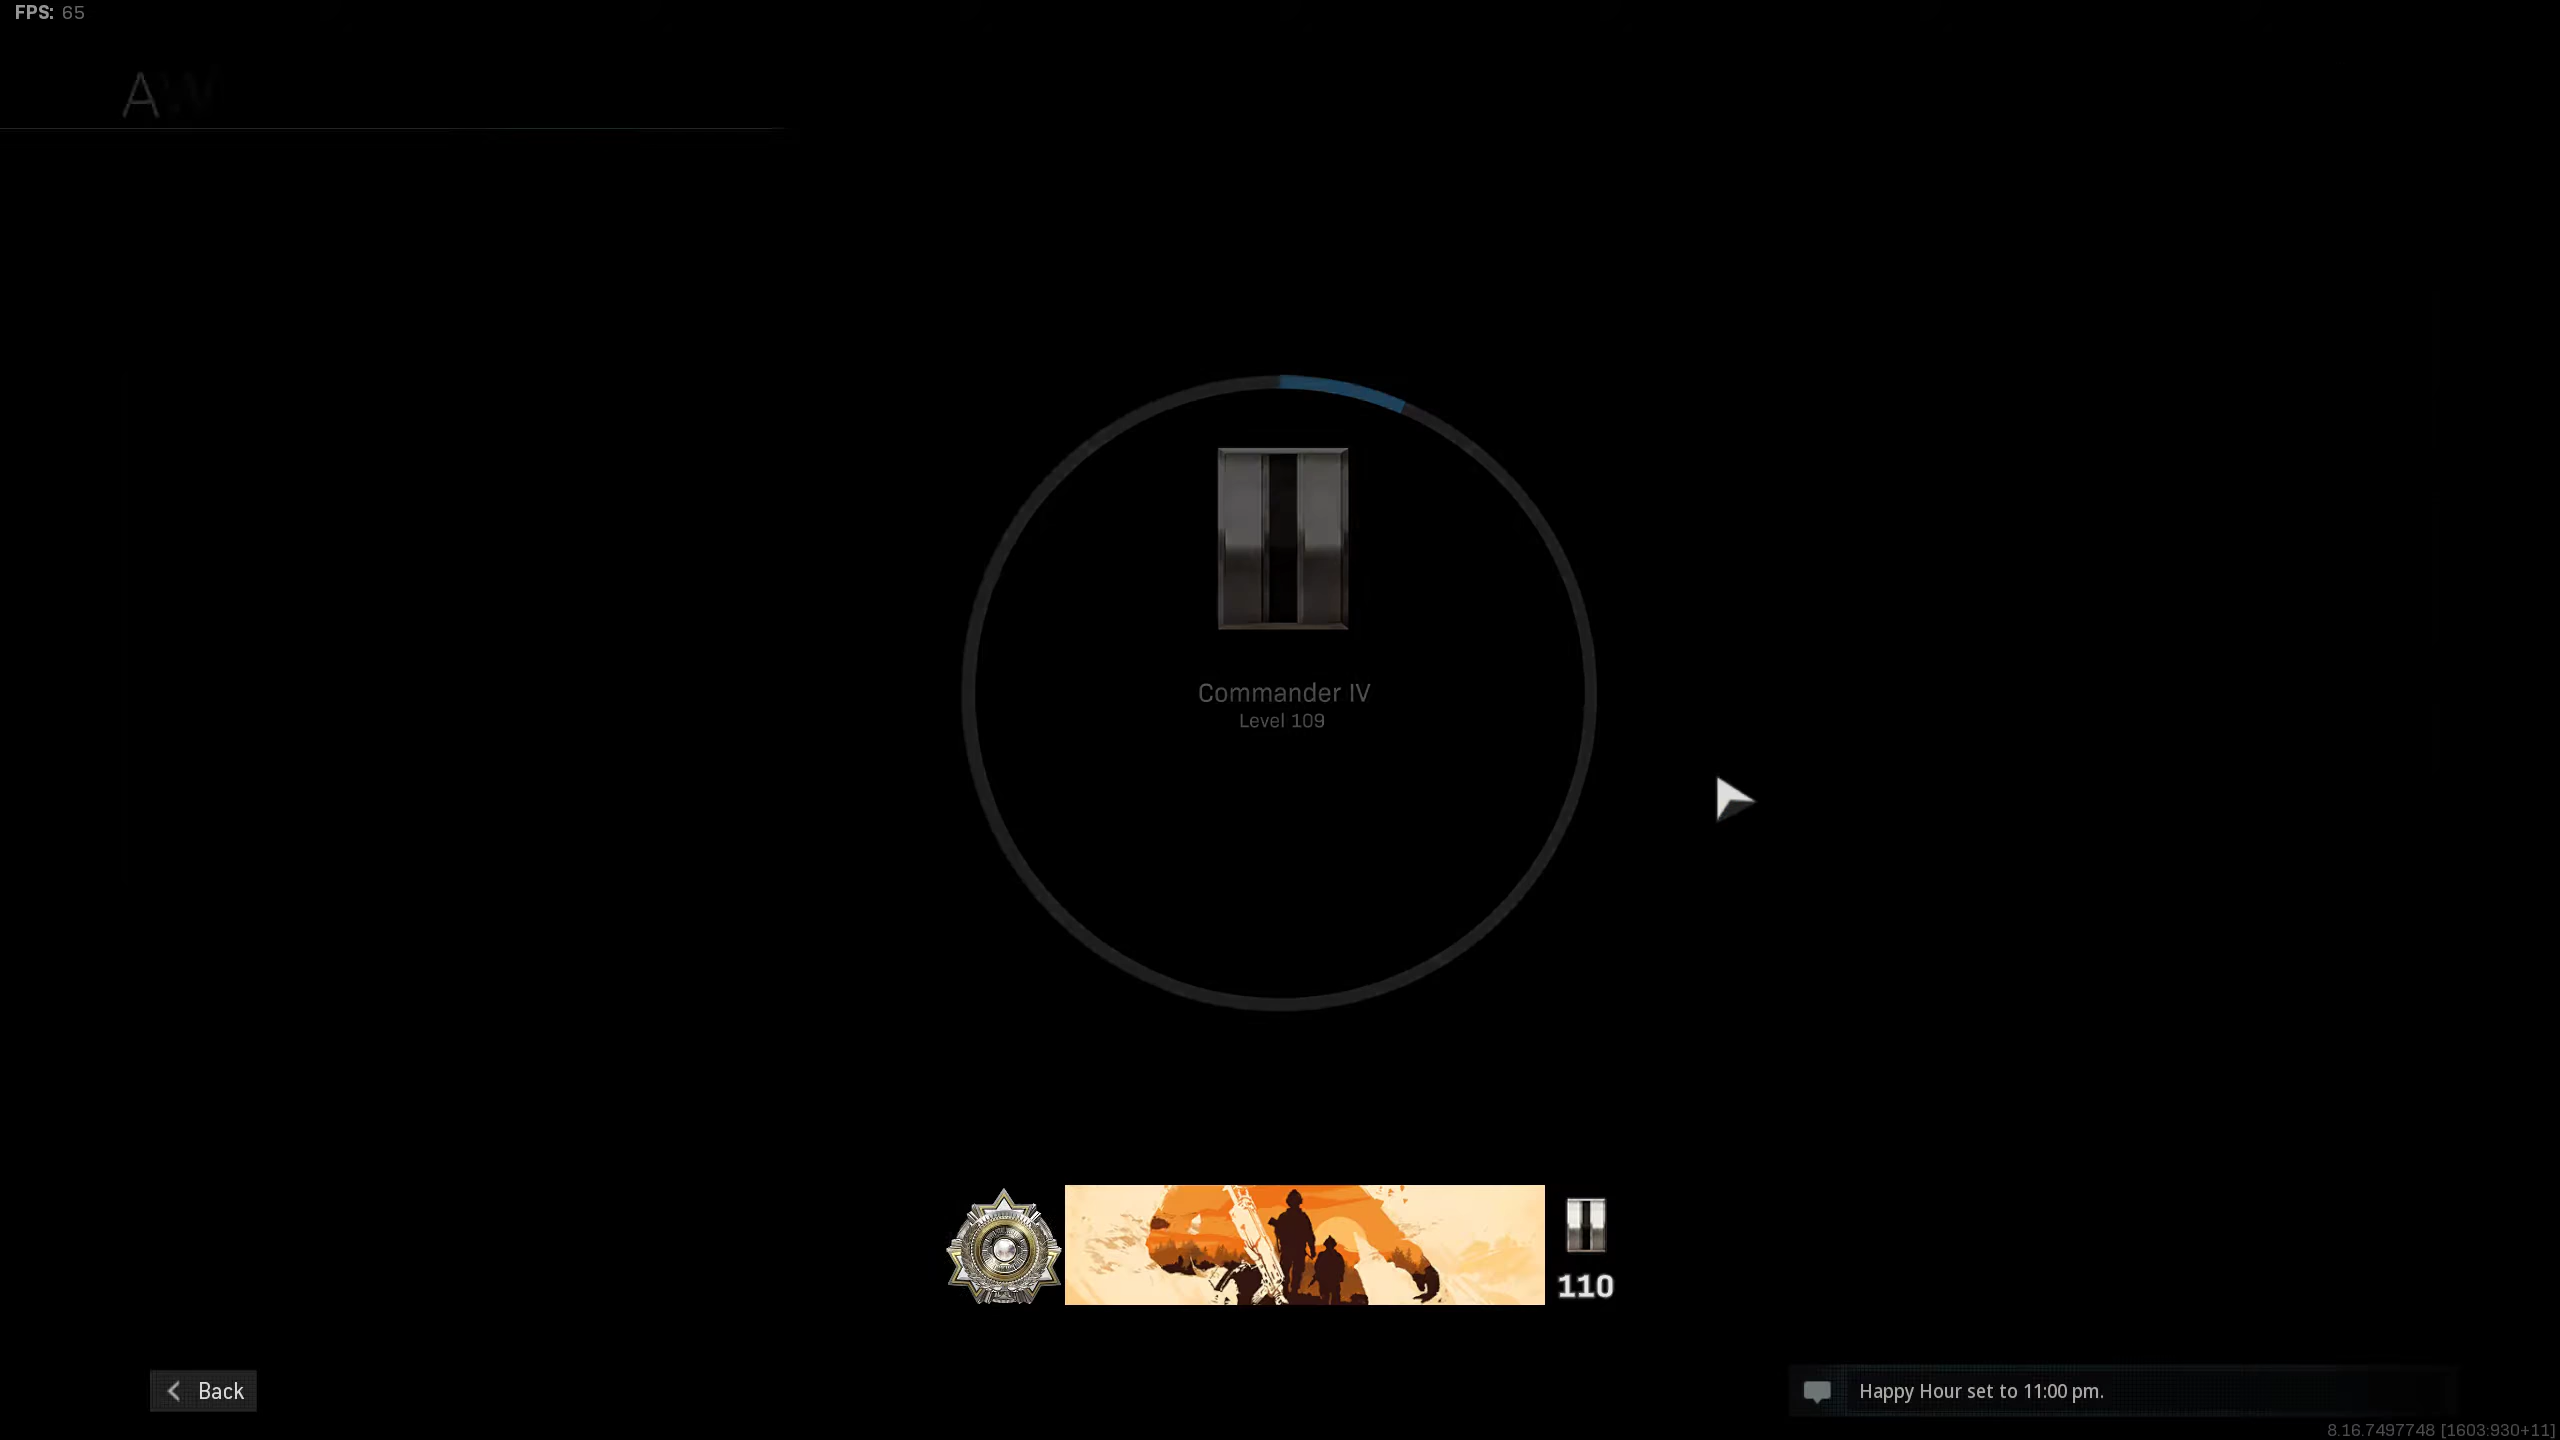 FPS: 65
Commander IV
Level 109
110
Back
Happy Hour set to 11:00 pm.
8.16.7497748 [1603:930+11]